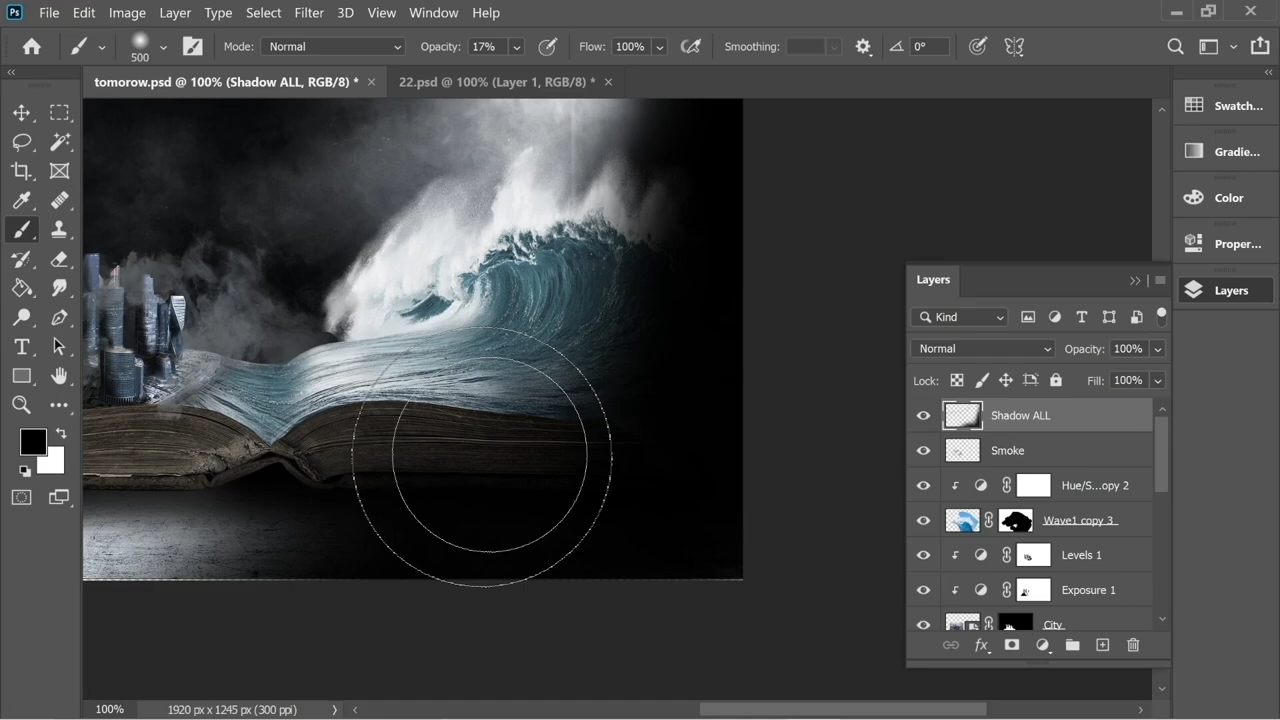 Ps File Edit Image Layer Type Select Filter 3D View Window Help
500 Mode: Normal Opacity: 17% Flow: 100% Smoothing: 0°
tomorow.psd @ 100% (Shadow ALL, RGB/8) * 22.psd @ 100% (Layer 1, RGB/8) *
Swatch...
Gradie...
Color
Proper...
Layers
Layers
Kind
Normal Opacity: 100%
Lock: Fill: 100%
Shadow ALL
Smoke
Hue/S...opy 2
Wave1 copy 3
Levels 1
Exposure 1
City
100% 1920 px x 1245 px (300 ppi)